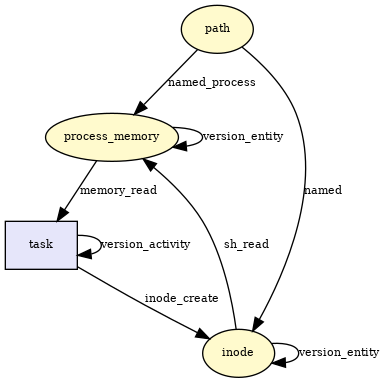 path
named_process
process_memory
version_entity
memory_read
named
task
version_activity
sh_read
inode_create
inode
version_entity